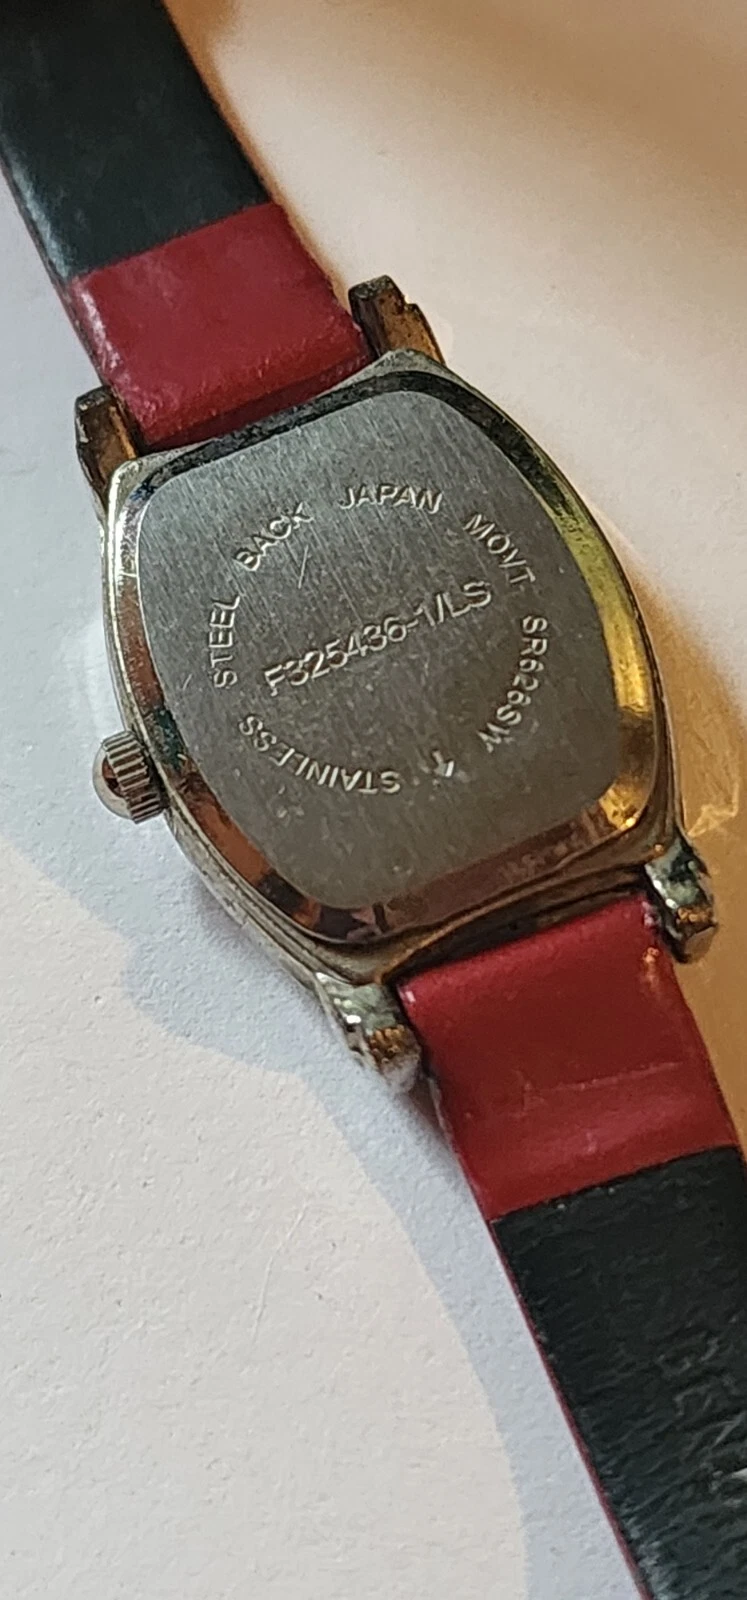 STAINLESS STEEL BACK JAPAN MOVT SR626SW
F325436-1/LS